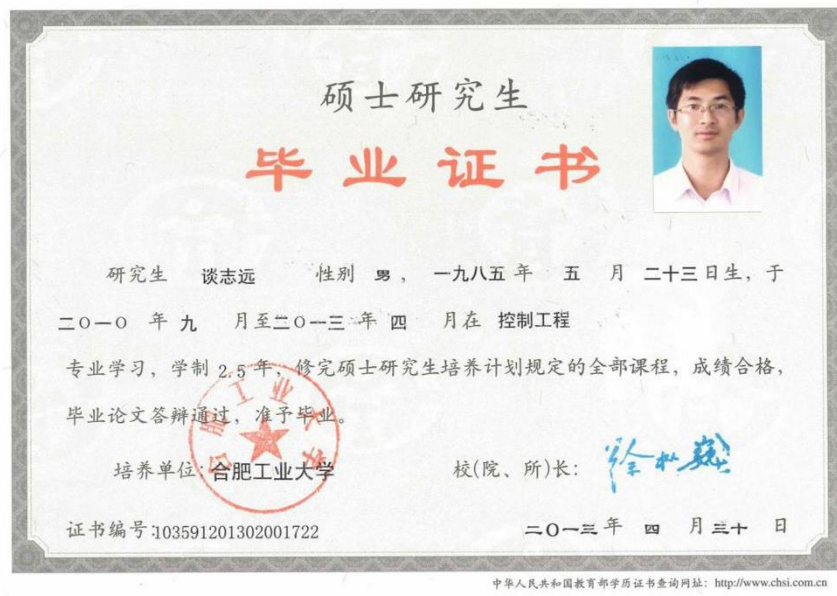 硕士研究生
毕业证书
研究生 谈志远 性别 男 ， 一九八五 年 五 月 二十三 日生，于
二○一○ 年 九 月至二○一三 年 四 月在 控制工程
专业学习，学制 2.5 年，修完硕士研究生培养计划规定的全部课程，成绩合格，
毕业论文答辩通过，准予毕业。
合肥工业大学
培养单位：合肥工业大学 校(院、所)长：
证书编号：103591201302001722 二○一三 年 四 月 三十 日
中华人民共和国教育部学历证书查询网址：http://www.chsi.com.cn